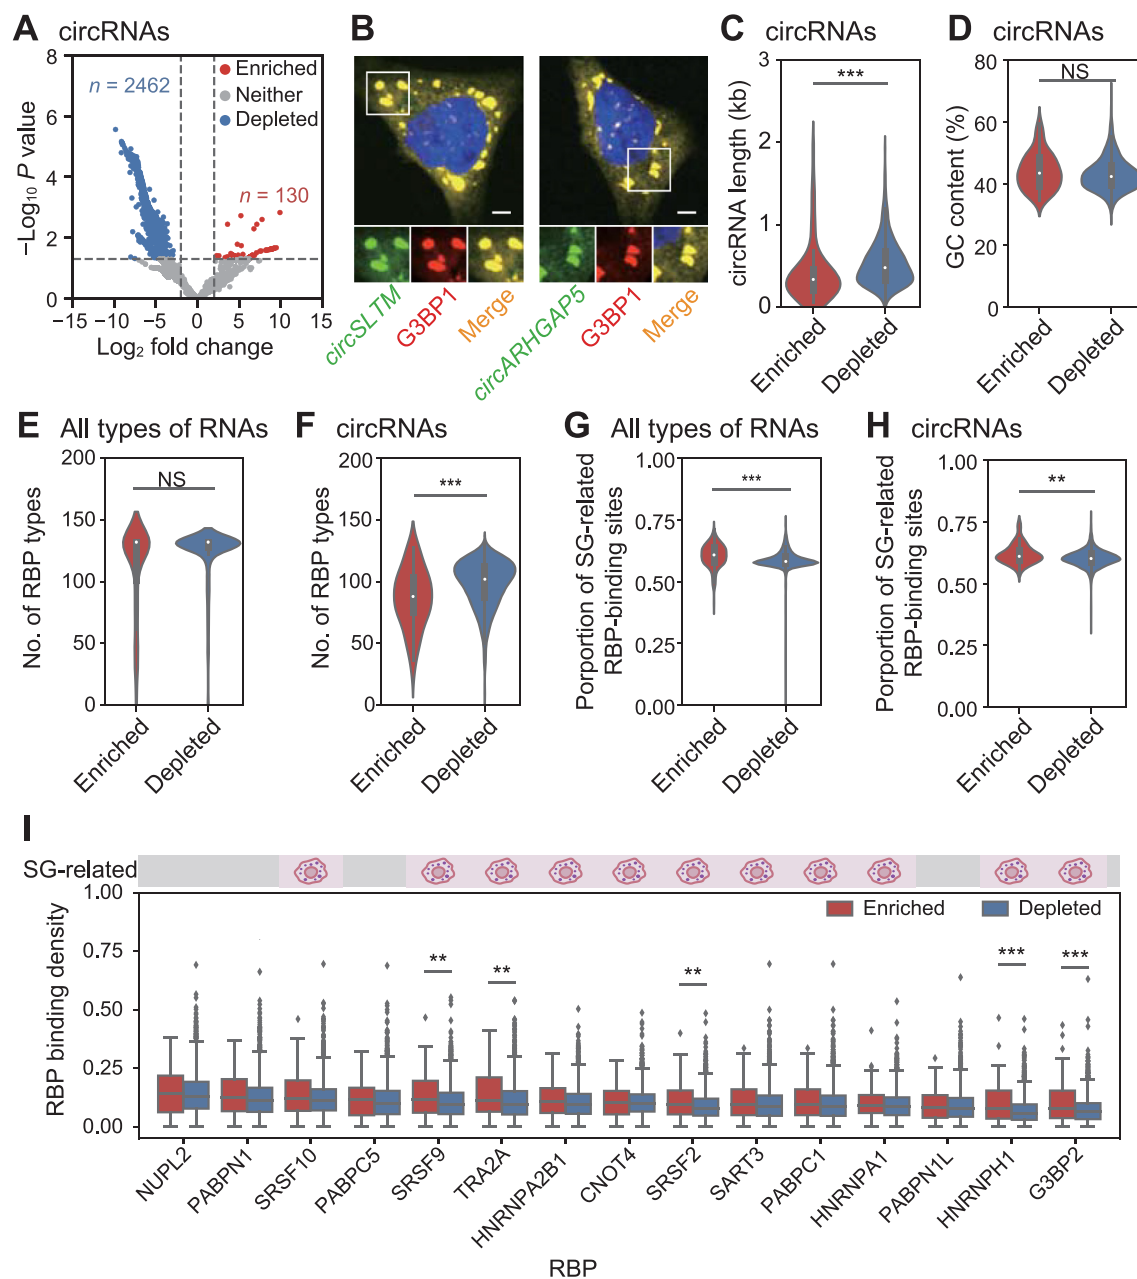 A circRNAs
8
6
4
2
0
−Log₁₀ P value
n = 2462
Enriched
Neither
Depleted
n = 130
−15
−10
−5
0
5
10
15
Log₂ fold change
B
circSLTM
G3BP1
Merge
circARHGAP5
G3BP1
Merge
C circRNAs
circRNA length (kb)
3
2
1
0
***
Enriched
Depleted
D circRNAs
GC content (%)
80
60
40
20
0
NS
Enriched
Depleted
E All types of RNAs
No. of RBP types
200
150
100
50
0
NS
Enriched
Depleted
F circRNAs
No. of RBP types
200
150
100
50
0
***
Enriched
Depleted
G All types of RNAs
Porportion of SG-related
RBP-binding sites
1.00
0.75
0.50
0.25
0.00
***
Enriched
Depleted
H circRNAs
Porportion of SG-related
RBP-binding sites
1.00
0.75
0.50
0.25
0.00
**
Enriched
Depleted
I
SG-related
RBP binding density
1.00
0.75
0.50
0.25
0.00
Enriched
Depleted
**
**
**
***
***
NUPL2
PABPN1
SRSF10
PABPC5
SRSF9
TRA2A
HNRNPA2B1
CNOT4
SRSF2
SART3
PABPC1
HNRNPA1
PABPN1L
HNRNPH1
G3BP2
RBP